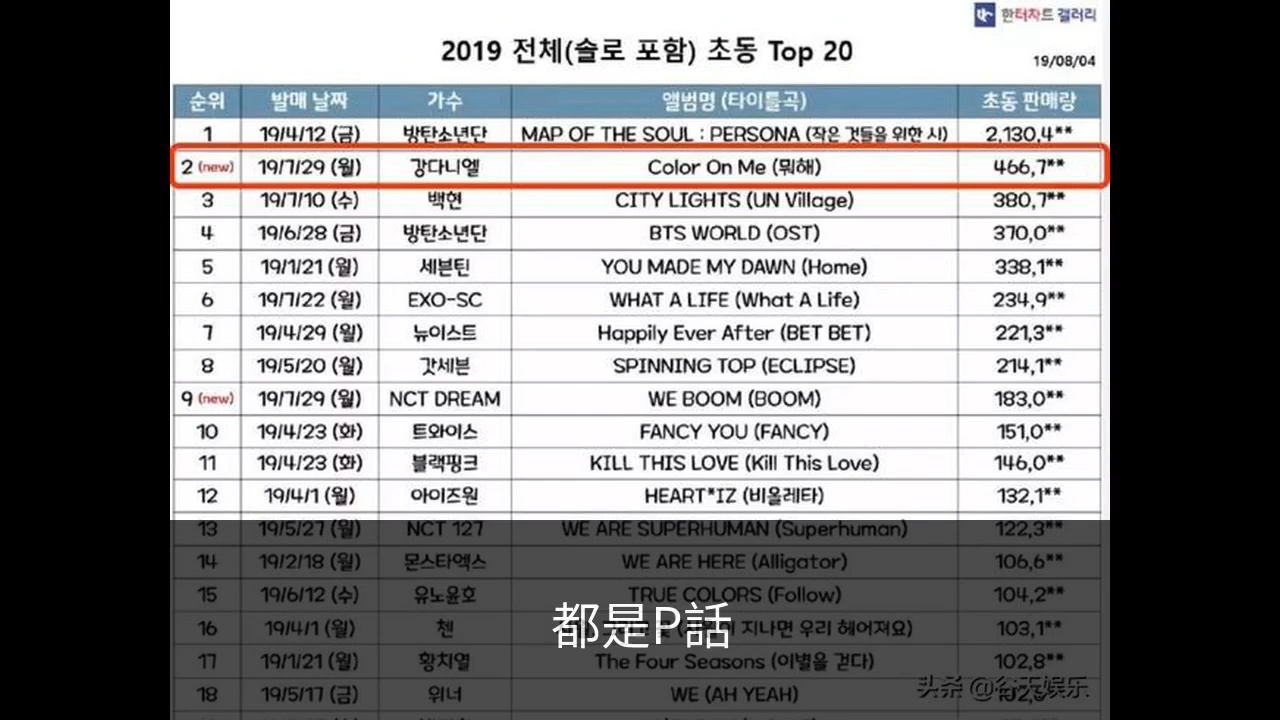 한터차트 갤러리
2019 전체(솔로 포함) 초동 Top 20
19/08/04
순위 발매 날짜 가수 앨범명 (타이틀곡) 초동 판매량
1 19/4/12 (금) 방탄소년단 MAP OF THE SOUL : PERSONA (작은 것들을 위한 시) 2,130,4**
2 (new) 19/7/29 (월) 강다니엘 Color On Me (뭐해) 466,7**
3 19/7/10 (수) 백현 CITY LIGHTS (UN Village) 380,7**
4 19/6/28 (금) 방탄소년단 BTS WORLD (OST) 370,0**
5 19/1/21 (월) 세븐틴 YOU MADE MY DAWN (Home) 338,1**
6 19/7/22 (월) EXO-SC WHAT A LIFE (What A Life) 234,9**
7 19/4/29 (월) 뉴이스트 Happily Ever After (BET BET) 221,3**
8 19/5/20 (월) 갓세븐 SPINNING TOP (ECLIPSE) 214,1**
9 (new) 19/7/29 (월) NCT DREAM WE BOOM (BOOM) 183,0**
10 19/4/23 (화) 트와이스 FANCY YOU (FANCY) 151,0**
11 19/4/23 (화) 블랙핑크 KILL THIS LOVE (Kill This Love) 146,0**
12 19/4/1 (월) 아이즈원 HEART*IZ (비올레타) 132,1**
13 19/5/27 (월) NCT 127 WE ARE SUPERHUMAN (Superhuman) 122,3**
14 19/2/18 (월) 몬스타엑스 WE ARE HERE (Alligator) 106,6**
15 19/6/12 (수) 유노윤호 TRUE COLORS (Follow) 104,2**
都是P話
16 19/4/1 (월) 첸 지나면 우리 헤어져요) 103,1**
17 19/1/21 (월) 황치열 The Four Seasons (이별을 걷다) 102,8**
18 19/5/17 (금) 위너 WE (AH YEAH)
头条 @谷天娱乐